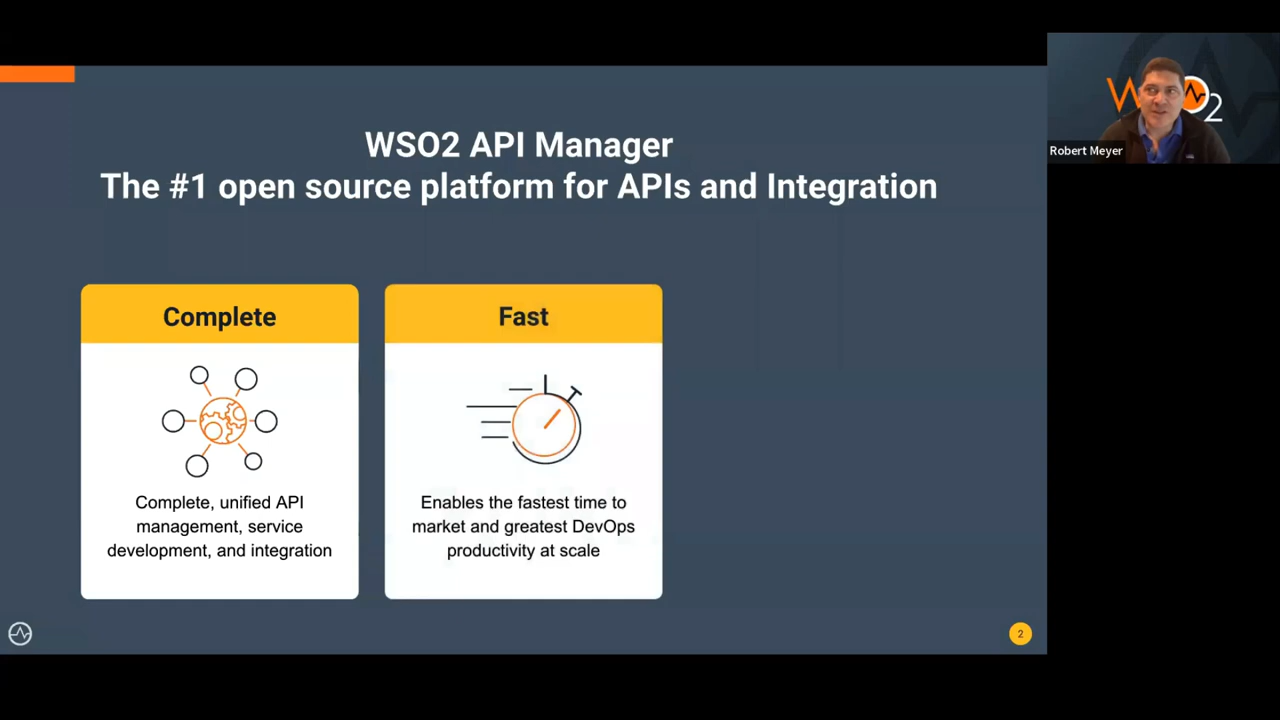 WSO2 API Manager
The #1 open source platform for APIs and Integration
WSO2
Robert Meyer
Complete
Fast
Complete, unified API
management, service
development, and integration
Enables the fastest time to
market and greatest DevOps
productivity at scale
2